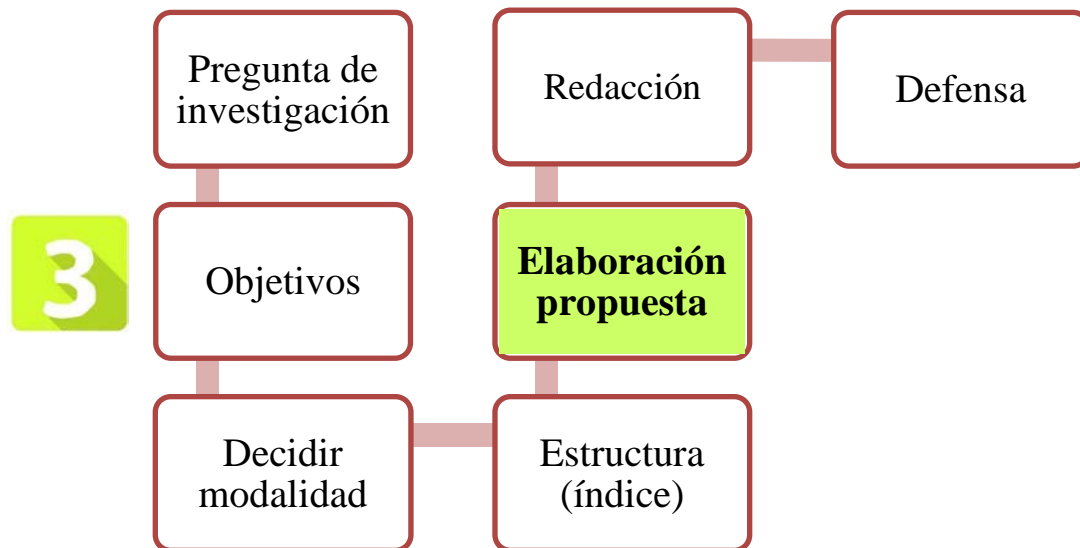 Pregunta de
investigación
Redacción
Defensa
3
Objetivos
Elaboración
propuesta
Decidir
modalidad
Estructura
(índice)